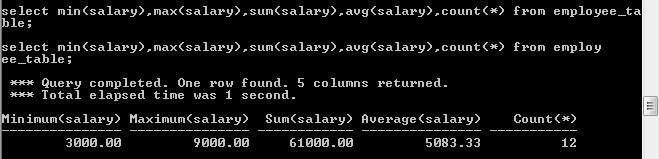 select min(salary),max(salary),sum(salary),avg(salary),count(*) from employee_ta
ble;
select min(salary),max(salary),sum(salary),avg(salary),count(*) from employ
ee_table;
*** Query completed. One row found. 5 columns returned.
*** Total elapsed time was 1 second.
Minimum(salary) Maximum(salary) Sum(salary) Average(salary) Count(*)
--------------- --------------- ----------- --------------- -----------
3000.00 9000.00 61000.00 5083.33 12